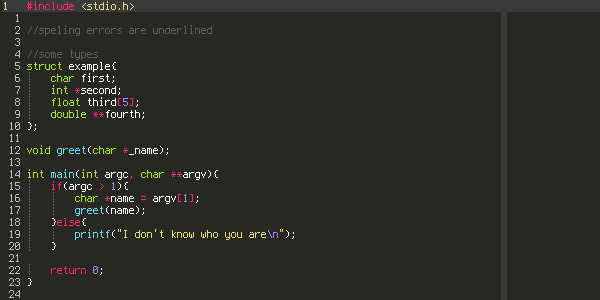 1 #include <stdio.h>
1
2 //speling errors are underlined
3
4 //some types
5 struct example{
6 char first;
7 int *second;
8 float third[5];
9 double **fourth;
10 };
11
12 void greet(char *_name);
13
14 int main(int argc, char **argv){
15 if(argc > 1){
16 char *name = argv[1];
17 greet(name);
18 }else{
19 printf("I don't know who you are\n");
20 }
21
22 return 0;
23 }
24